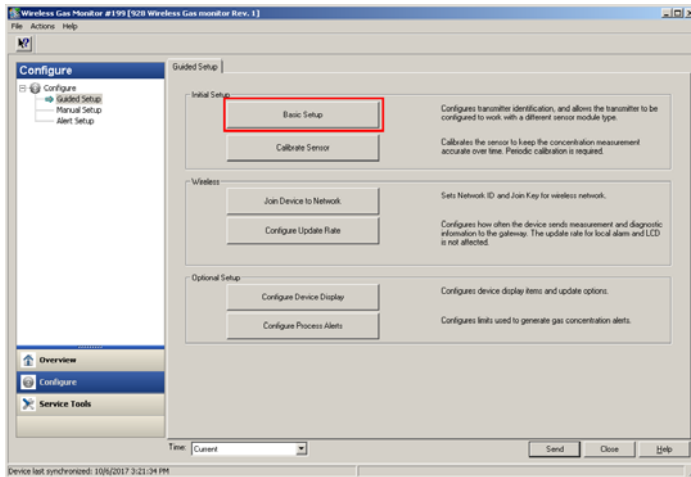 Wireless Gas Monitor #199 [928 Wireless Gas monitor Rev. 1]
File Actions Help
Configure
Guided Setup
Configure
Guided Setup
Manual Setup
Alert Setup
Initial Setup
Basic Setup
Configures transmitter identification, and allows the transmitter to be
configured to work with a different sensor module type.
Calibrate Sensor
Calibrates the sensor to keep the concentration measurement
accurate over time. Periodic calibration is required.
Wireless
Join Device to Network
Sets Network ID and Join Key for wireless network.
Configure Update Rate
Configures how often the device sends measurement and diagnostic
information to the gateway. The update rate for local alarm and LCD
is not affected.
Optional Setup
Configure Device Display
Configures device display items and update options.
Configure Process Alerts
Configures limits used to generate gas concentration alerts.
Overview
Configure
Service Tools
Time: Current
Send Close Help
Device last synchronized: 10/6/2017 3:21:34 PM